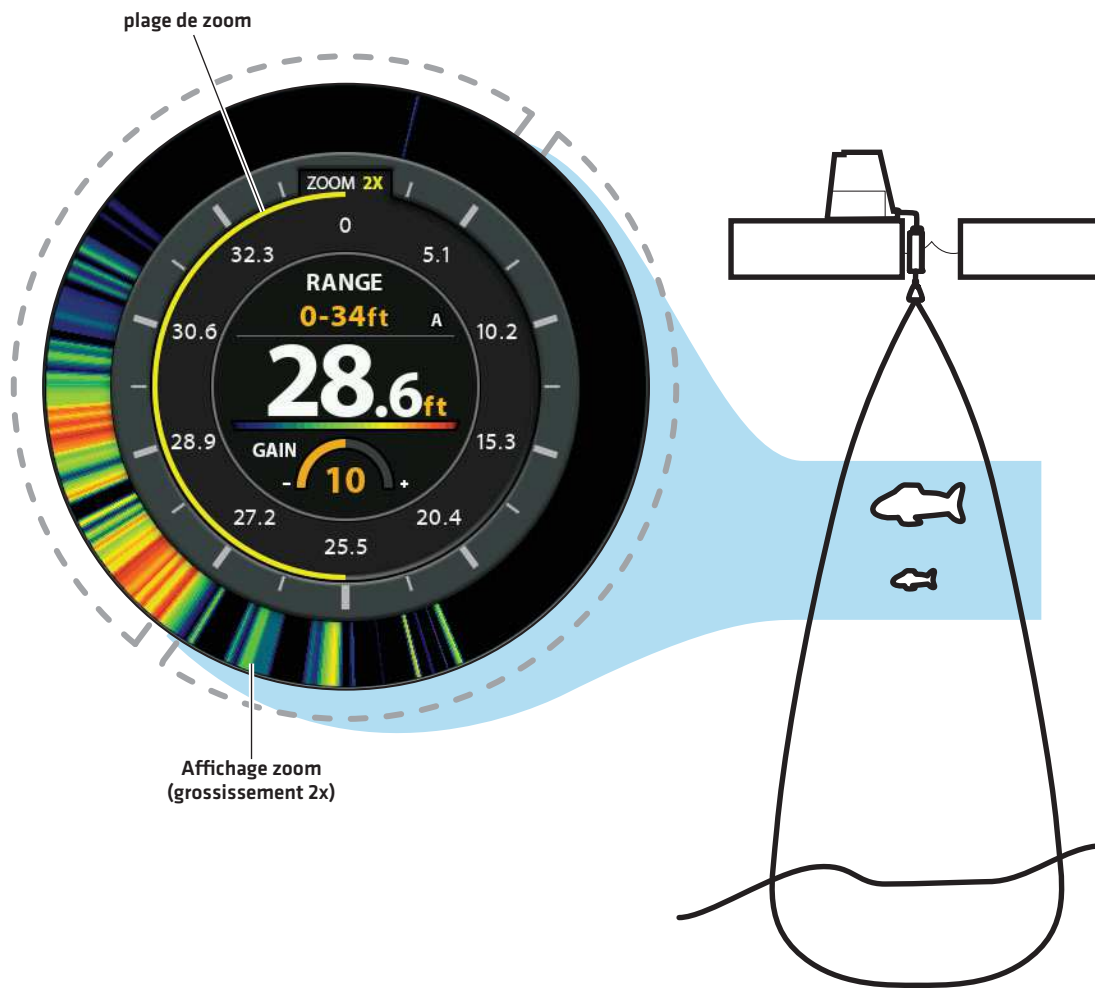 plage de zoom
ZOOM 2X
0
32.3
5.1
RANGE
0-34ft
A
30.6
10.2
28.6ft
28.9
15.3
GAIN
- 10 +
27.2
20.4
25.5
Affichage zoom
(grossissement 2x)